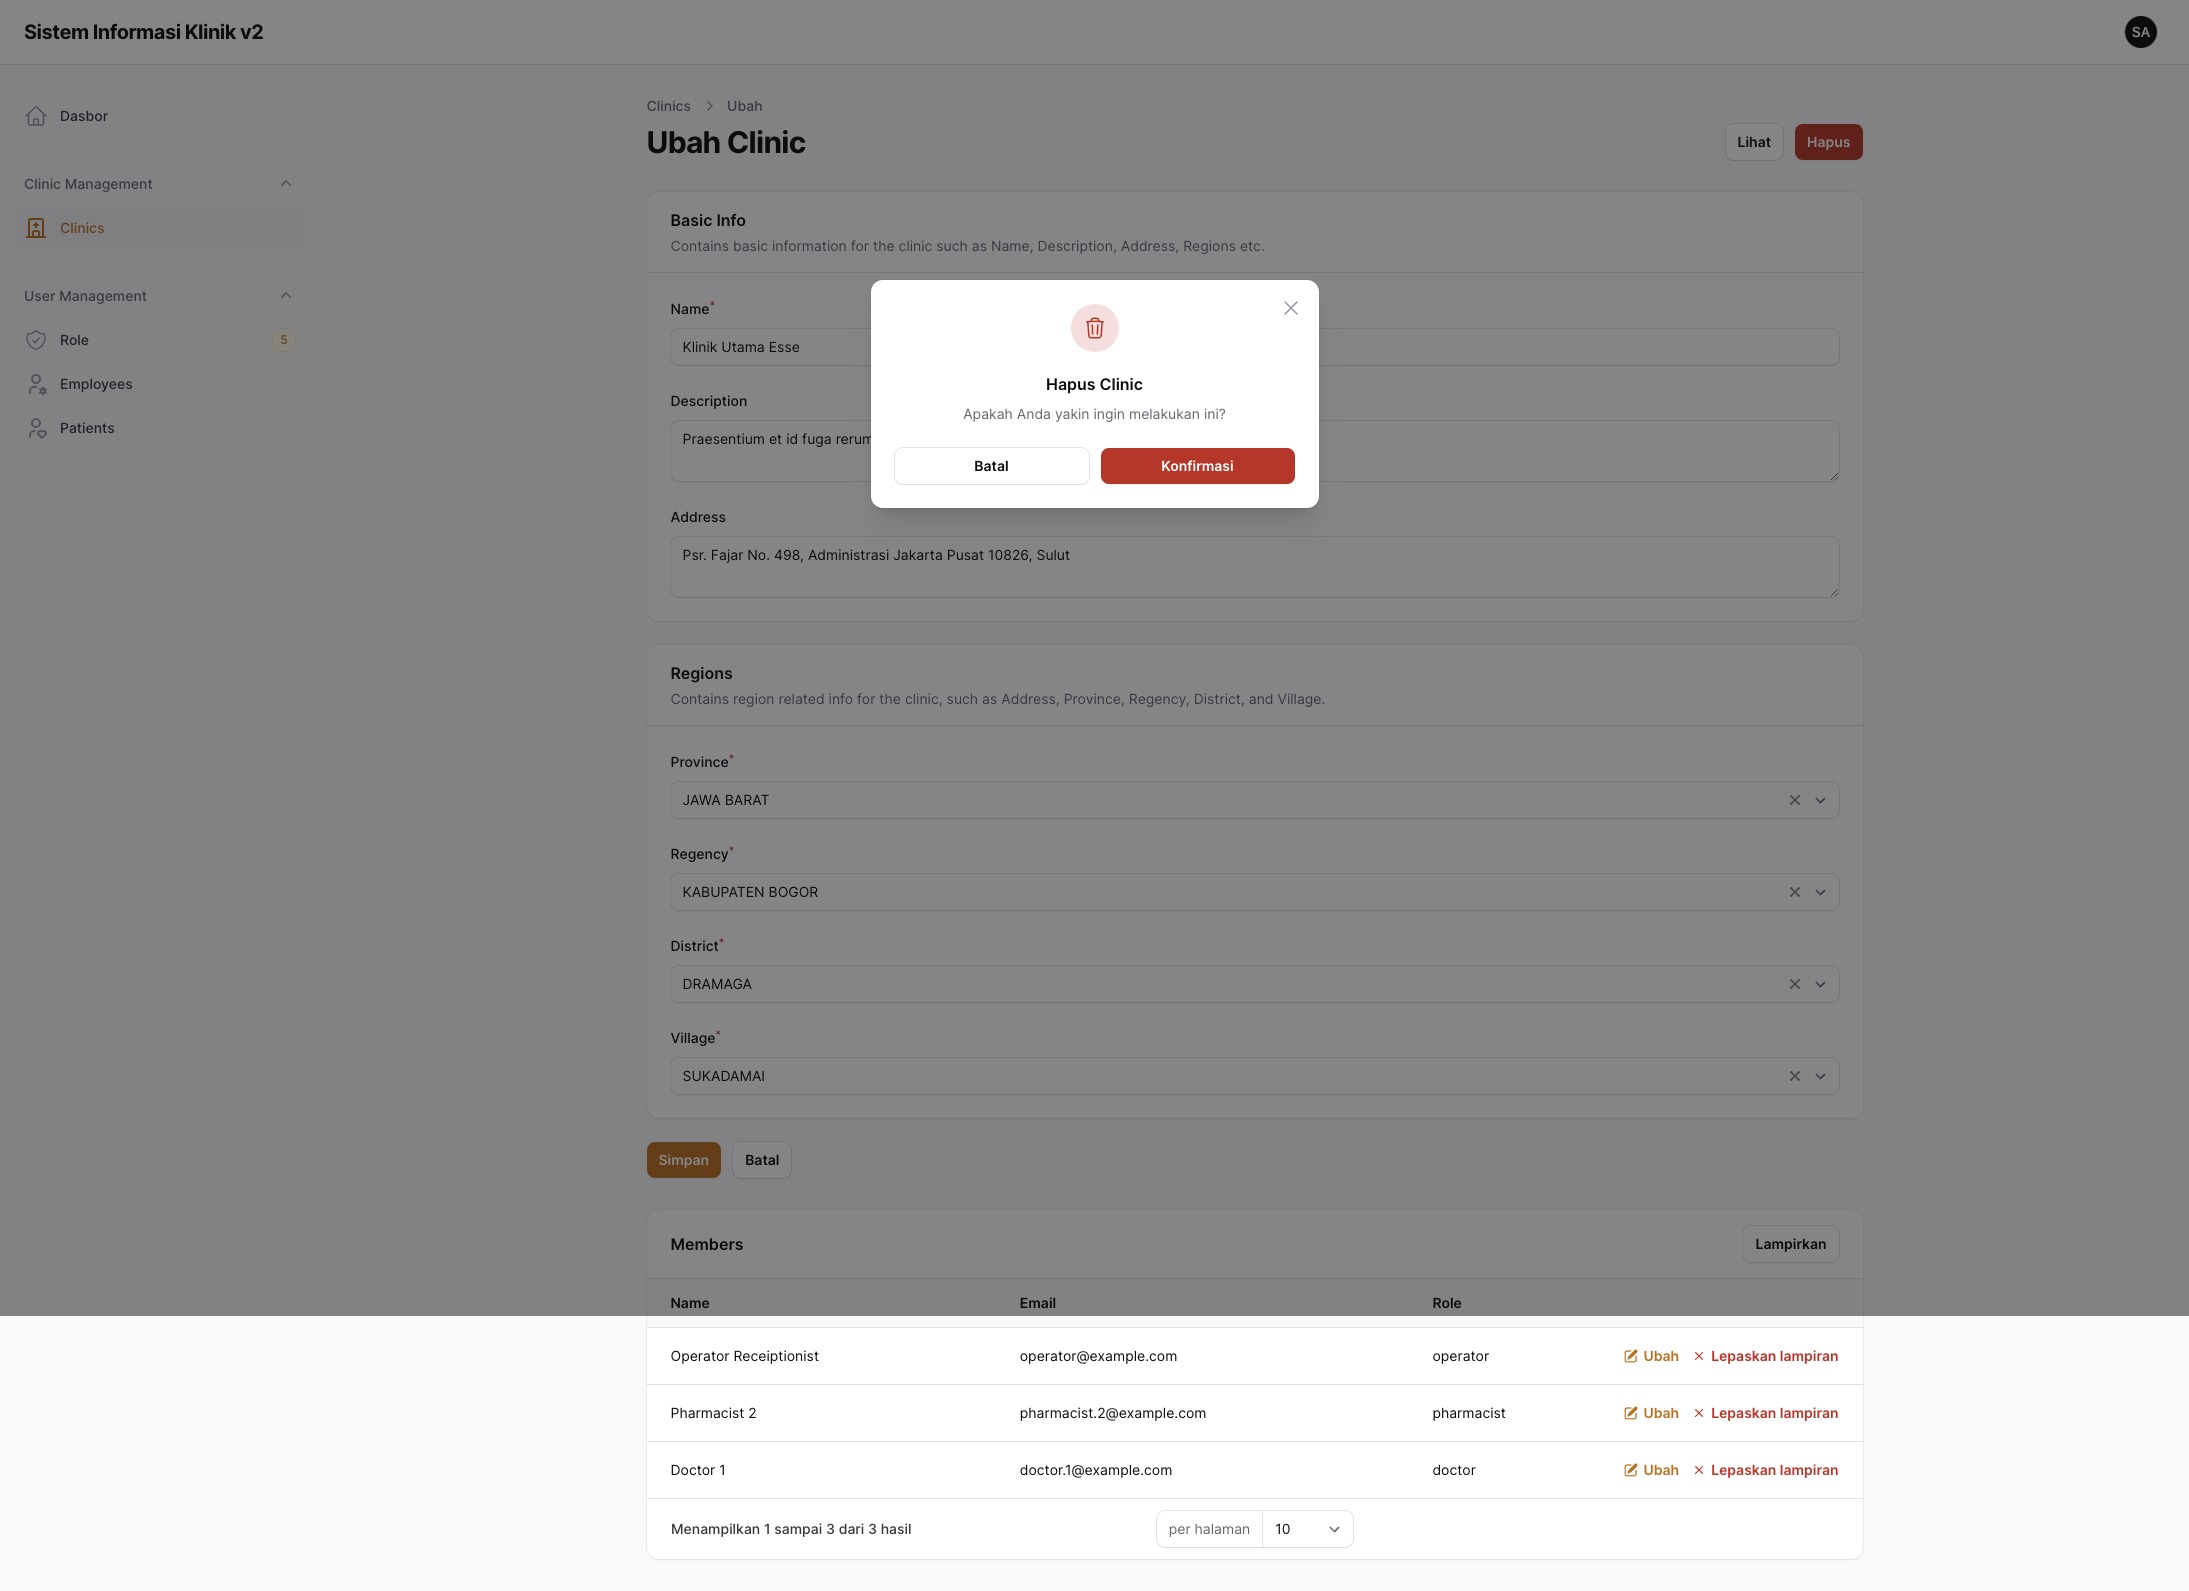 Sistem Informasi Klinik v2
SA
Dasbor
Clinic Management
Clinics
User Management
Role
5
Employees
Patients
Clinics > Ubah
Ubah Clinic
Lihat
Hapus
Basic Info
Contains basic information for the clinic such as Name, Description, Address, Regions etc.
Name*
Klinik Utama Esse
Description
Praesentium et id fuga rerum
Address
Psr. Fajar No. 498, Administrasi Jakarta Pusat 10826, Sulut
Hapus Clinic
Apakah Anda yakin ingin melakukan ini?
Batal
Konfirmasi
Regions
Contains region related info for the clinic, such as Address, Province, Regency, District, and Village.
Province*
JAWA BARAT
Regency*
KABUPATEN BOGOR
District*
DRAMAGA
Village*
SUKADAMAI
Simpan
Batal
Members
Lampirkan
Name Email Role
Operator Receiptionist operator@example.com operator Ubah Lepaskan lampiran
Pharmacist 2 pharmacist.2@example.com pharmacist Ubah Lepaskan lampiran
Doctor 1 doctor.1@example.com doctor Ubah Lepaskan lampiran
Menampilkan 1 sampai 3 dari 3 hasil
per halaman 10